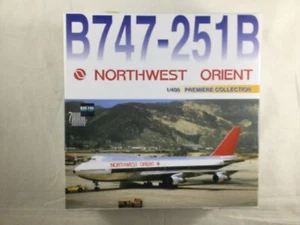 B747-251B
NORTHWEST ORIENT
1/400 PREMIERE COLLECTION
NORTHWEST ORIENT